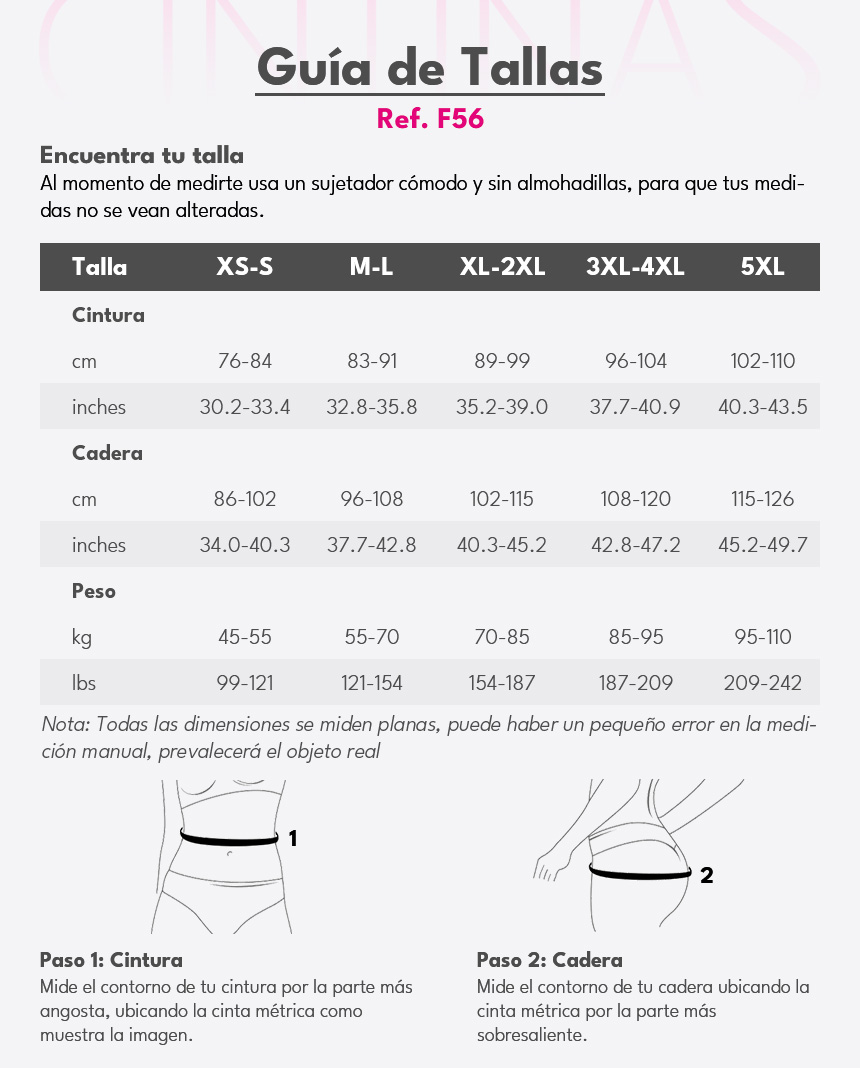 CINTURAS
Guía de Tallas
Ref. F56
Encuentra tu talla
Al momento de medirte usa un sujetador cómodo y sin almohadillas, para que tus medi-
das no se vean alteradas.
Talla XS-S M-L XL-2XL 3XL-4XL 5XL
Cintura
cm 76-84 83-91 89-99 96-104 102-110
inches 30.2-33.4 32.8-35.8 35.2-39.0 37.7-40.9 40.3-43.5
Cadera
cm 86-102 96-108 102-115 108-120 115-126
inches 34.0-40.3 37.7-42.8 40.3-45.2 42.8-47.2 45.2-49.7
Peso
kg 45-55 55-70 70-85 85-95 95-110
lbs 99-121 121-154 154-187 187-209 209-242
Nota: Todas las dimensiones se miden planas, puede haber un pequeño error en la medi-
ción manual, prevalecerá el objeto real
1
2
Paso 1: Cintura
Mide el contorno de tu cintura por la parte más
angosta, ubicando la cinta métrica como
muestra la imagen.
Paso 2: Cadera
Mide el contorno de tu cadera ubicando la
cinta métrica por la parte más
sobresaliente.